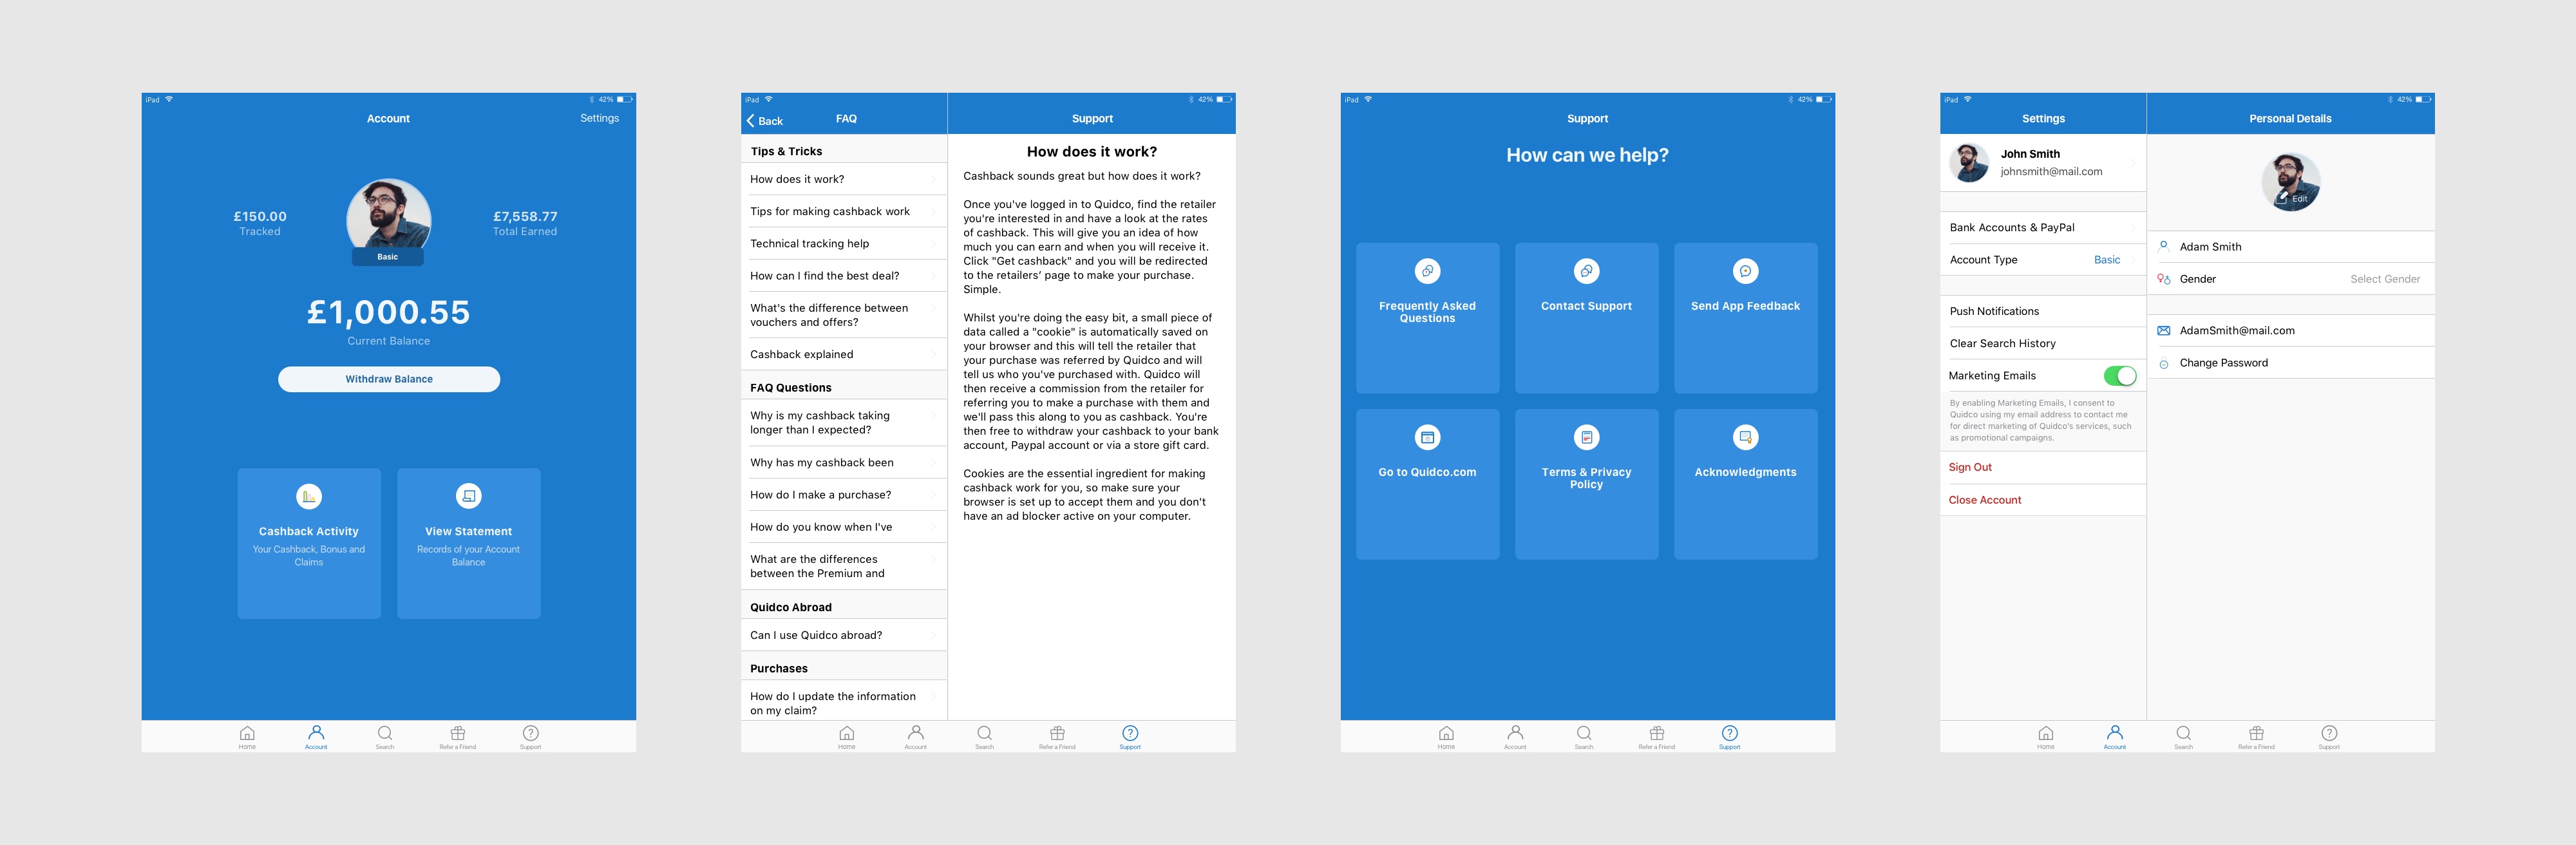 iPad
42%
Account
Settings
£150.00
Tracked
£7,558.77
Total Earned
Basic
£1,000.55
Current Balance
Withdraw Balance
Cashback Activity
Your Cashback, Bonus and
Claims
View Statement
Records of your Account
Balance
Home
Account
Search
Refer a Friend
Support
iPad
42%
Back
FAQ
Support
Tips & Tricks
How does it work?
Tips for making cashback work
Technical tracking help
How can I find the best deal?
What's the difference between
vouchers and offers?
Cashback explained
FAQ Questions
Why is my cashback taking
longer than I expected?
Why has my cashback been
How do I make a purchase?
How do you know when I've
What are the differences
between the Premium and
Quidco Abroad
Can I use Quidco abroad?
Purchases
How do I update the information
on my claim?
How does it work?
Cashback sounds great but how does it work?
Once you've logged in to Quidco, find the retailer
you're interested in and have a look at the rates
of cashback. This will give you an idea of how
much you can earn and when you will receive it.
Click "Get cashback" and you will be redirected
to the retailers’ page to make your purchase.
Simple.
Whilst you're doing the easy bit, a small piece of
data called a "cookie" is automatically saved on
your browser and this will tell the retailer that
your purchase was referred by Quidco and will
tell us who you've purchased with. Quidco will
then receive a commission from the retailer for
referring you to make a purchase with them and
we'll pass this along to you as cashback. You're
then free to withdraw your cashback to your bank
account, Paypal account or via a store gift card.
Cookies are the essential ingredient for making
cashback work for you, so make sure your
browser is set up to accept them and you don't
have an ad blocker active on your computer.
Home
Account
Search
Refer a Friend
Support
iPad
42%
Support
How can we help?
Frequently Asked
Questions
Contact Support
Send App Feedback
Go to Quidco.com
Terms & Privacy
Policy
Acknowledgments
Home
Account
Search
Refer a Friend
Support
iPad
42%
Settings
Personal Details
John Smith
johnsmith@mail.com
Bank Accounts & PayPal
Account Type
Basic
Push Notifications
Clear Search History
Marketing Emails
By enabling Marketing Emails, I consent to
Quidco using my email address to contact me
for direct marketing of Quidco's services, such
as promotional campaigns.
Sign Out
Close Account
Edit
Adam Smith
Gender
Select Gender
AdamSmith@mail.com
Change Password
Home
Account
Search
Refer a Friend
Support